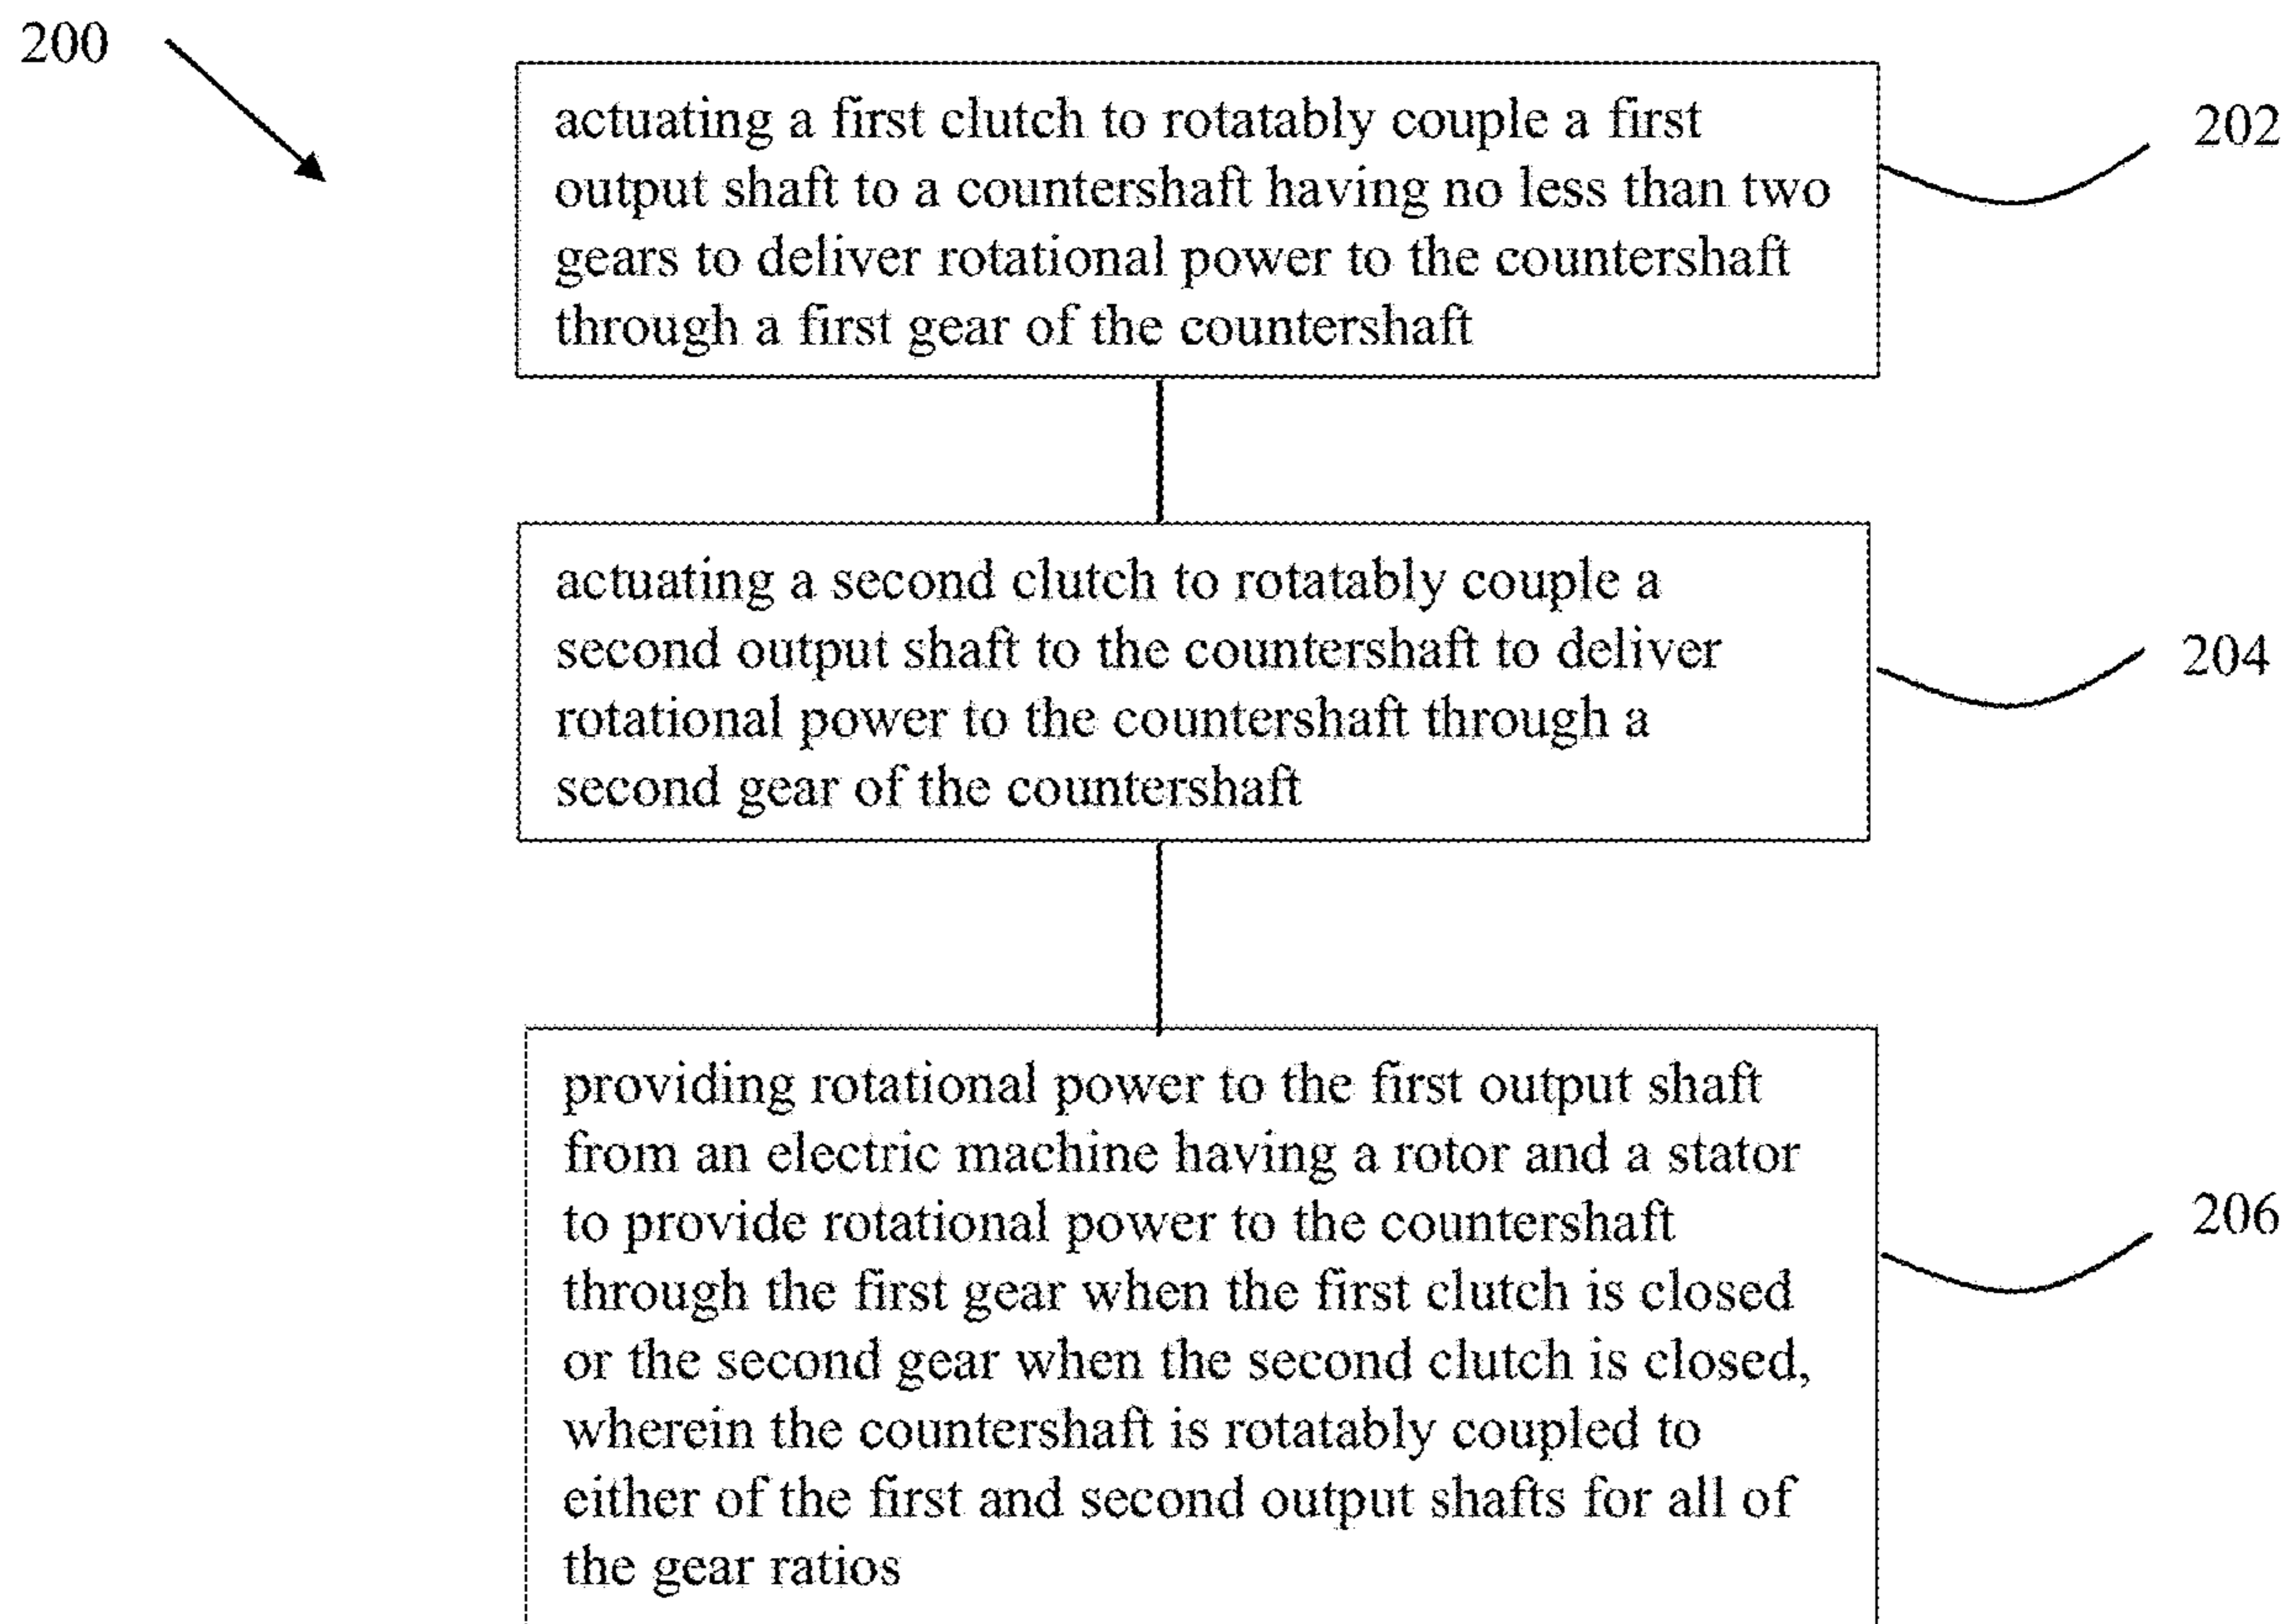 200
actuating a first clutch to rotatably couple a first
output shaft to a countershaft having no less than two
gears to deliver rotational power to the countershaft
through a first gear of the countershaft
202
actuating a second clutch to rotatably couple a
second output shaft to the countershaft to deliver
rotational power to the countershaft through a
second gear of the countershaft
204
providing rotational power to the first output shaft
from an electric machine having a rotor and a stator
to provide rotational power to the countershaft
through the first gear when the first clutch is closed
or the second gear when the second clutch is closed,
wherein the countershaft is rotatably coupled to
either of the first and second output shafts for all of
the gear ratios
206